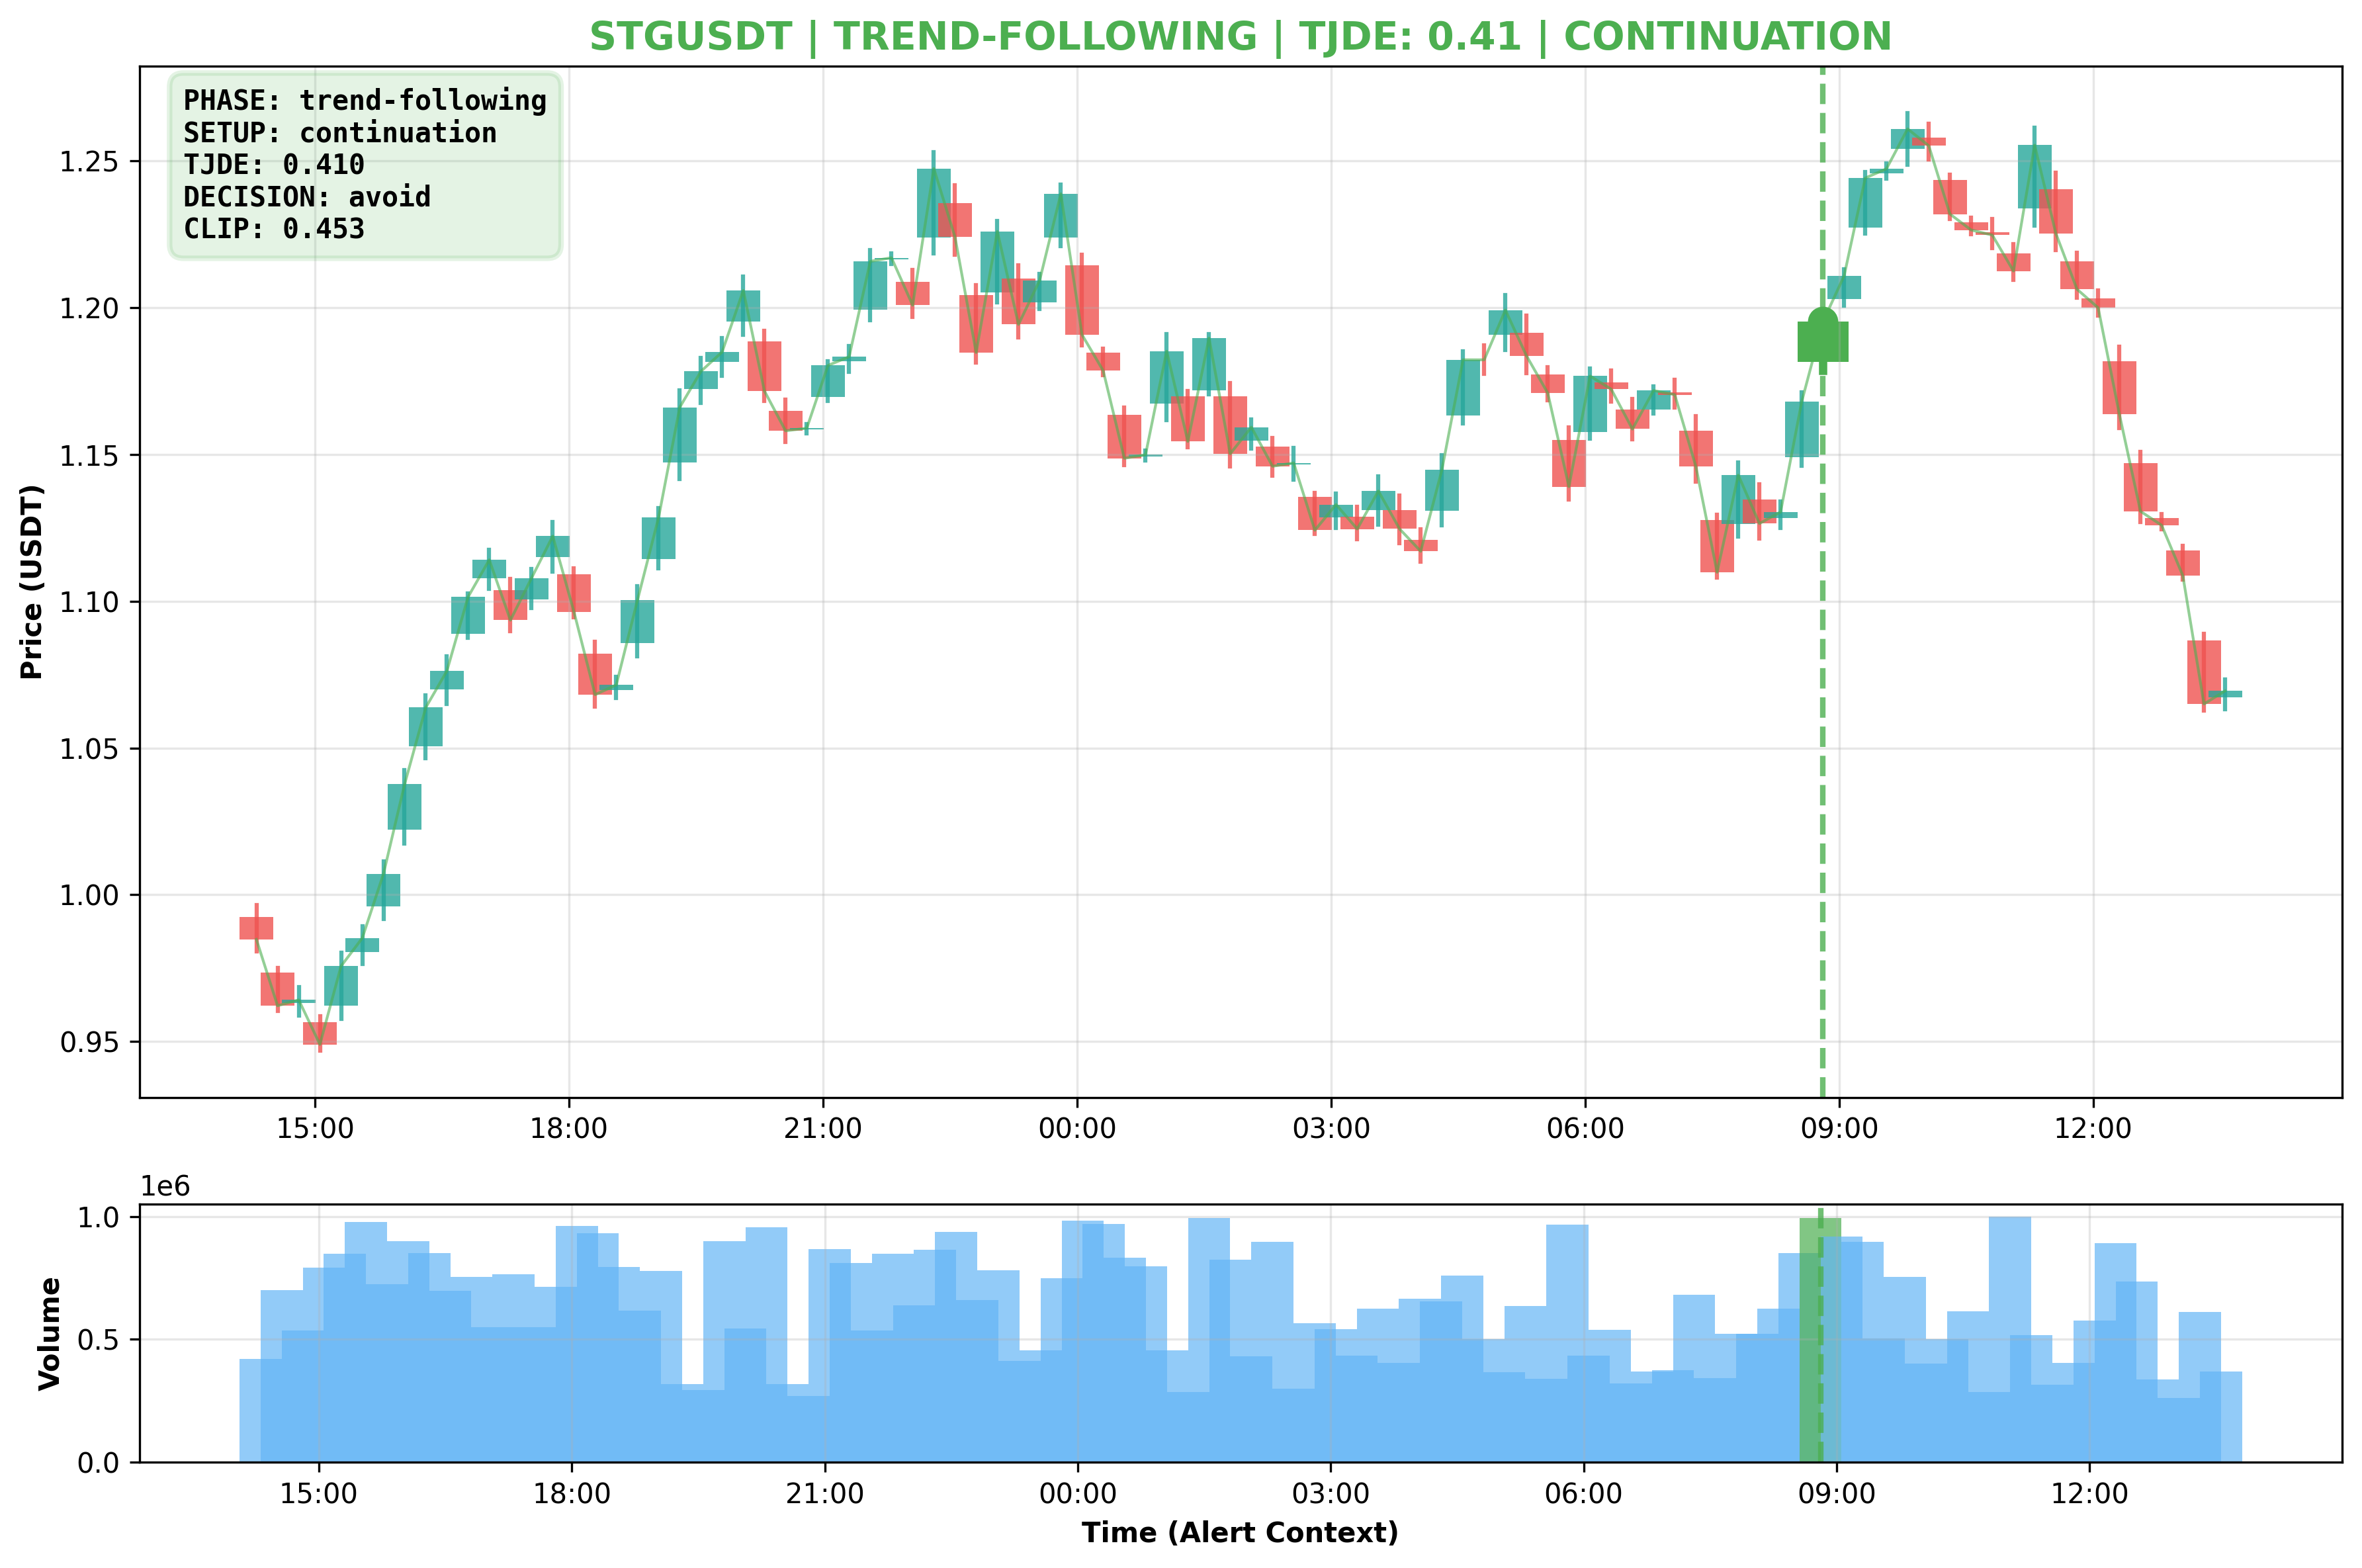 STGUSDT | TREND-FOLLOWING | TJDE: 0.41 | CONTINUATION
PHASE: trend-following
SETUP: continuation
TJDE: 0.410
DECISION: avoid
CLIP: 0.453
Price (USDT)
1.25
1.20
1.15
1.10
1.05
1.00
0.95
15:00 18:00 21:00 00:00 03:00 06:00 09:00 12:00
1e6
Volume
1.0
0.5
0.0
15:00 18:00 21:00 00:00 03:00 06:00 09:00 12:00
Time (Alert Context)